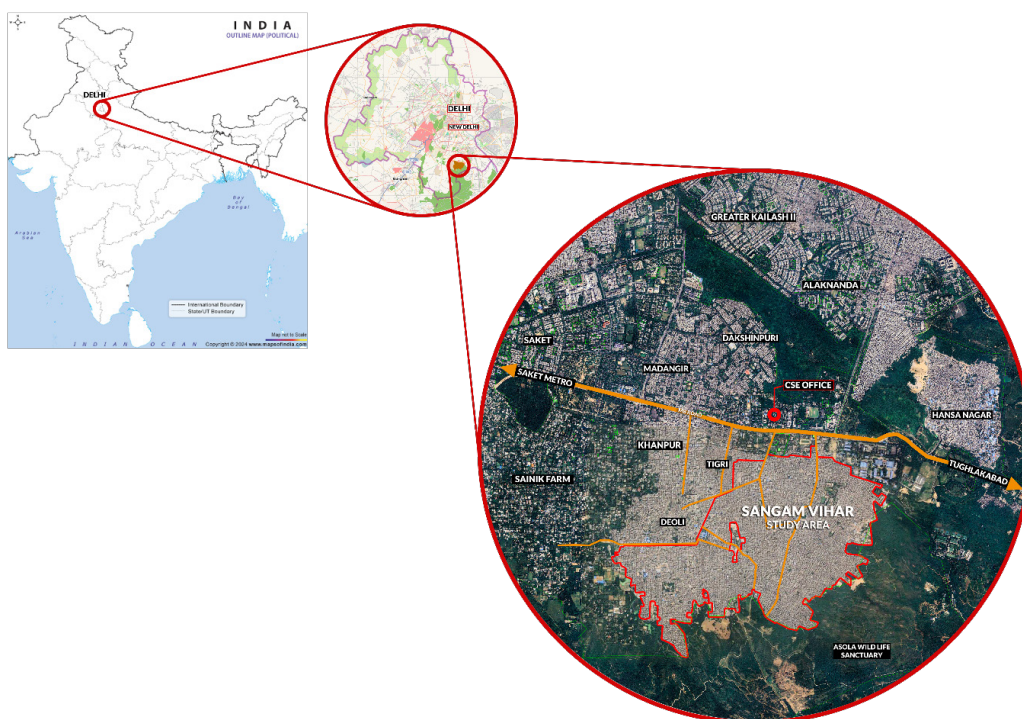 INDIA
OUTLINE MAP (POLITICAL)
DELHI
Arabian
Sea
Bay
of
Bengal
International Boundary
State/UT Boundary
Map not to Scale
INDIAN OCEAN
Copyright © 2024 www.mapsofindia.com
DELHI
NEW DELHI
GREATER KAILASH II
ALAKNANDA
SAKET
DAKSHINPURI
MADANGIR
SAKET METRO
CSE OFFICE
HANSA NAGAR
KHANPUR
TIGRI
TUGHLAKABAD
SAINIK FARM
SANGAM VIHAR
STUDY AREA
DEOLI
ASOLA WILD LIFE
SANCTUARY